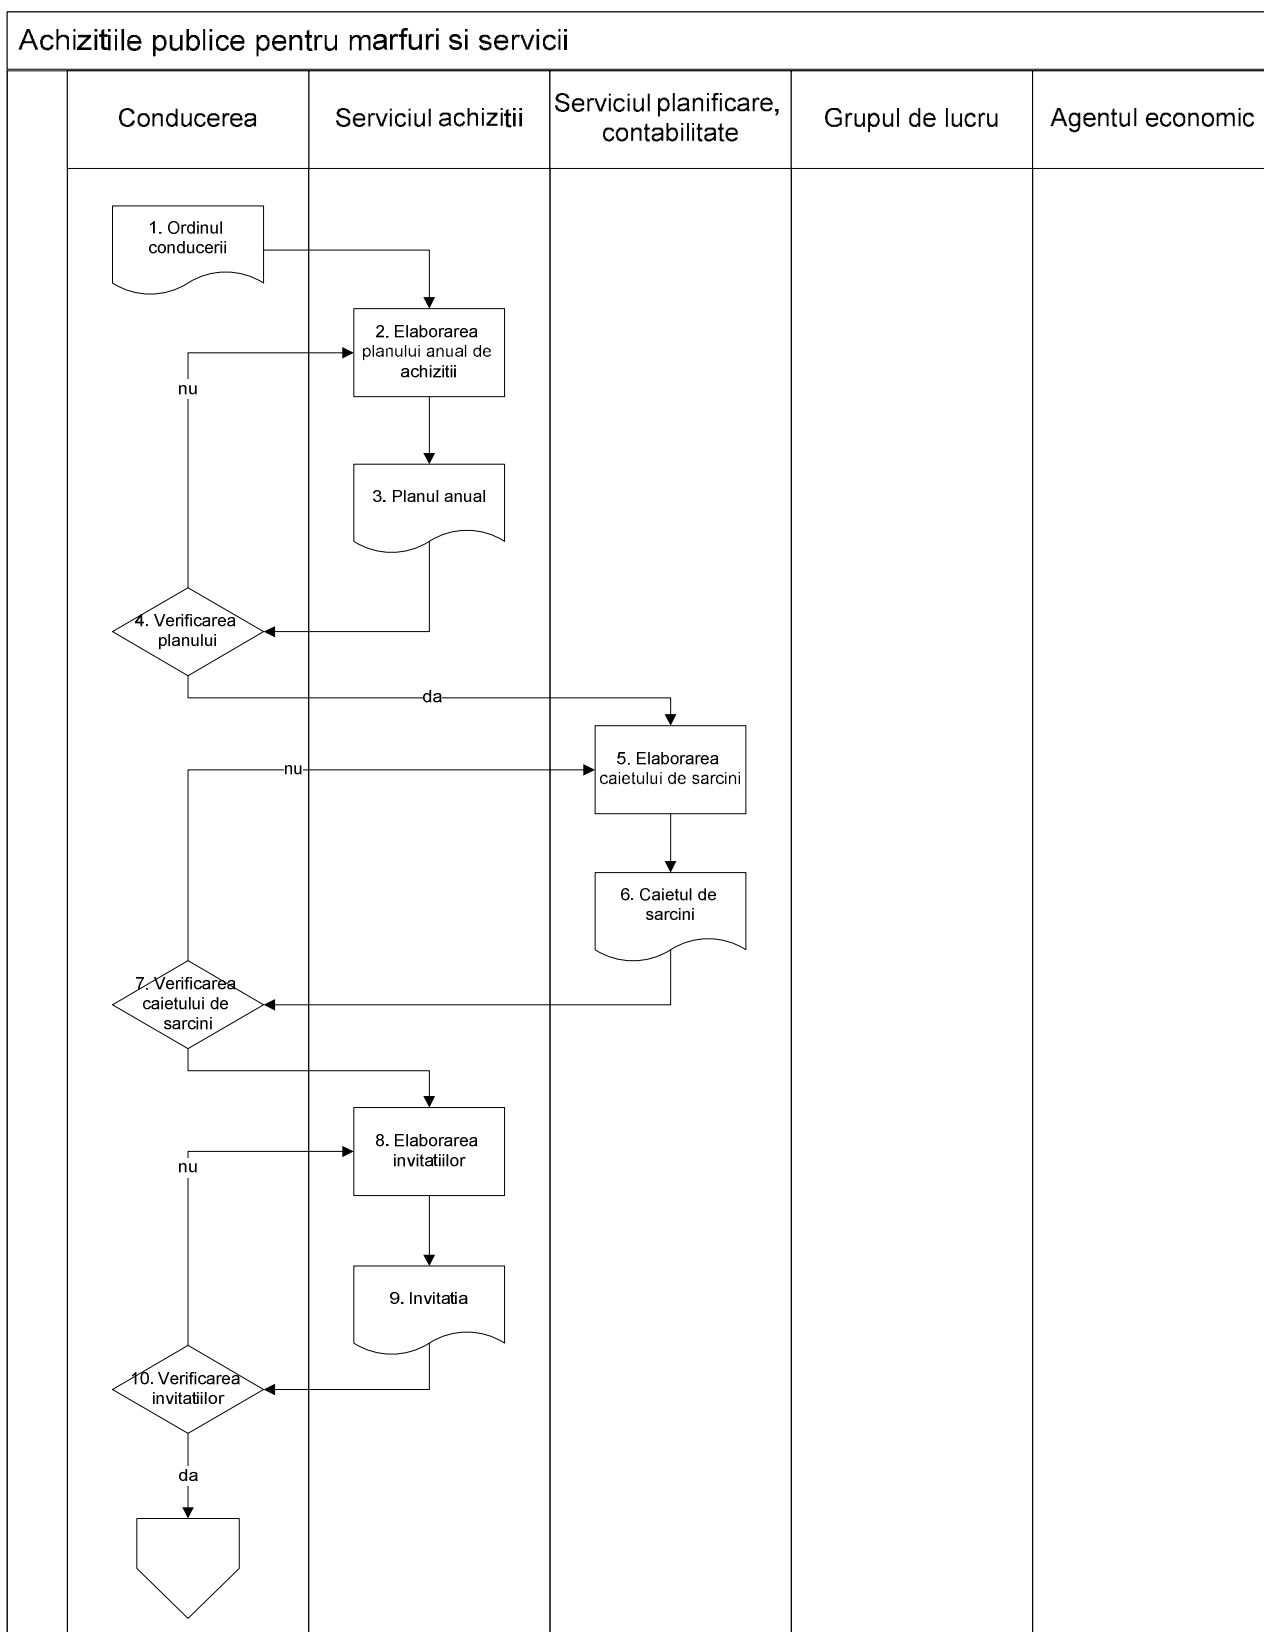 Achizitiile publice pentru marfuri si servicii
Conducerea
Serviciul achizitii
Serviciul planificare,
contabilitate
Grupul de lucru
Agentul economic
1. Ordinul
conducerii
2. Elaborarea
planului anual de
achizitii
nu
3. Planul anual
4. Verificarea
planului
da
5. Elaborarea
caietului de sarcini
nu
6. Caietul de
sarcini
7. Verificarea
caietului de
sarcini
8. Elaborarea
invitatiilor
nu
9. Invitatia
10. Verificarea
invitatiilor
da